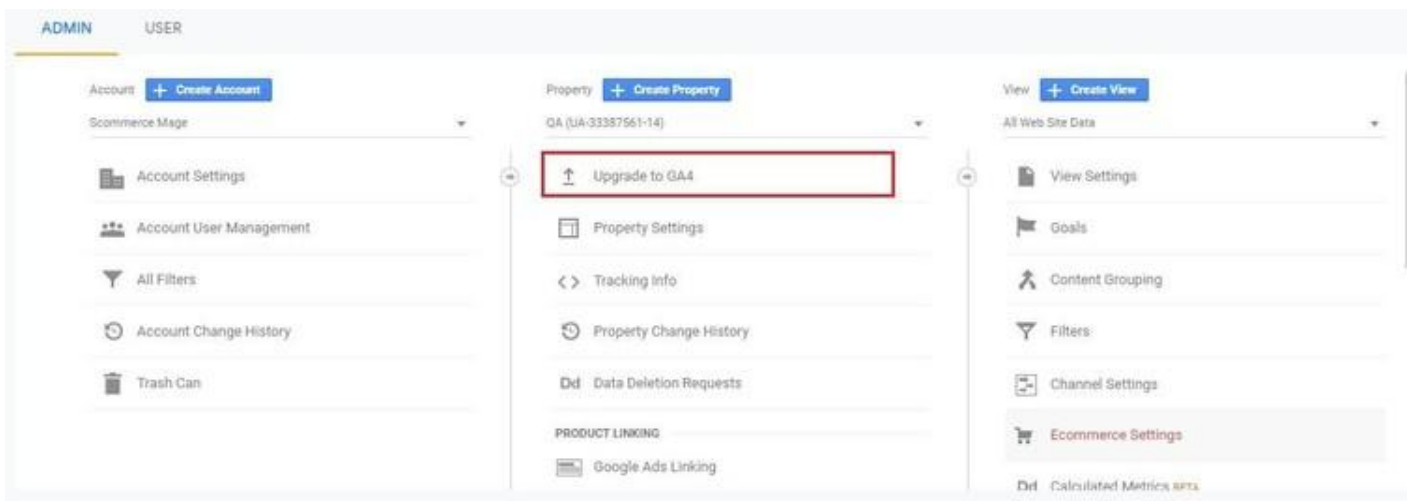 ADMIN USER
Account + Create Account
Scommerce Mage
Account Settings
Account User Management
All Filters
Account Change History
Trash Can
Property + Create Property
QA (UA-33387561-14)
Upgrade to GA4
Property Settings
Tracking Info
Property Change History
Dd Data Deletion Requests
PRODUCT LINKING
Google Ads Linking
View + Create View
All Web Site Data
View Settings
Goals
Content Grouping
Filters
Channel Settings
Ecommerce Settings
Dd Calculated Metrics BETA